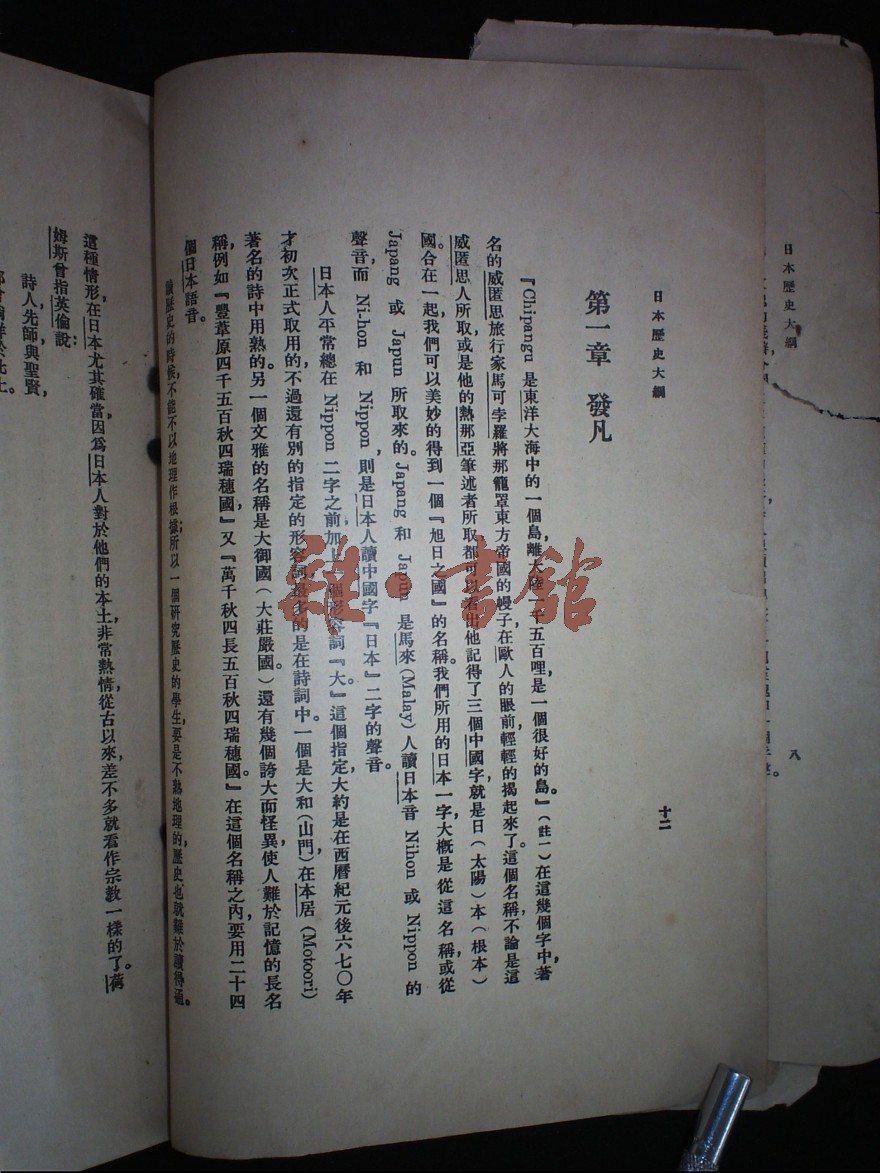 日本歷史大綱
八
日本歷史大綱
十二
第一章 發凡
『Chipangu 是東洋大海中的一個島離大陸一千五百哩，是一個很好的島。』(註一)在這幾個字中著
名的威匿思旅行家馬可孛羅將那籠罩東方帝國的幔子在歐人的眼前輕輕的揭起來了。這個名稱不論是這
威匿思人所取或是他的熱那亞筆述者所取都可以看出他記得了三個中國字就是日(太陽)本(根本)
國。合在一起，我們可以美妙的得到一個『旭日之國』的名稱。我們所用的日本一字大概是從這名稱或從
Japang 或 Japun 所取來的。Japang 和 Japun 是馬來(Malay)人讀日本音 Nihon 或 Nippon 的
聲音，而 Ni-hon 和 Nippon，則是日本人讀中國字『日本』二字的聲音。
日本人平常總在 Nippon 二字之前加上一個形容詞『大』。這個指定大約是在西曆紀元後六七〇年
才初次正式取用的，不過還有別的指定的形容詞最多的是在詩詞中。一個是大和(山門)在本居(Motoori)
著名的詩中用熟的。另一個文雅的名稱是大御國(大莊嚴國)還有幾個誇大而怪異使人難於記憶的長名
稱，例如『豐葦原四千五百秋四瑞穗國』又『萬千秋四長五百秋四瑞穗國。』在這個名稱之內，要用二十四
個日本語音。
讀歷史的時候，不能不以地理作根據；所以一個研究歷史的學生要是不熟地理的，歷史也就難於讀得通。
這種情形，在日本尤其確當，因爲日本人對於他們的本土，非常熱情，從古以來，差不多就看作宗教一樣的了。荷
姆斯曾指英倫說：
詩人先師與聖賢，